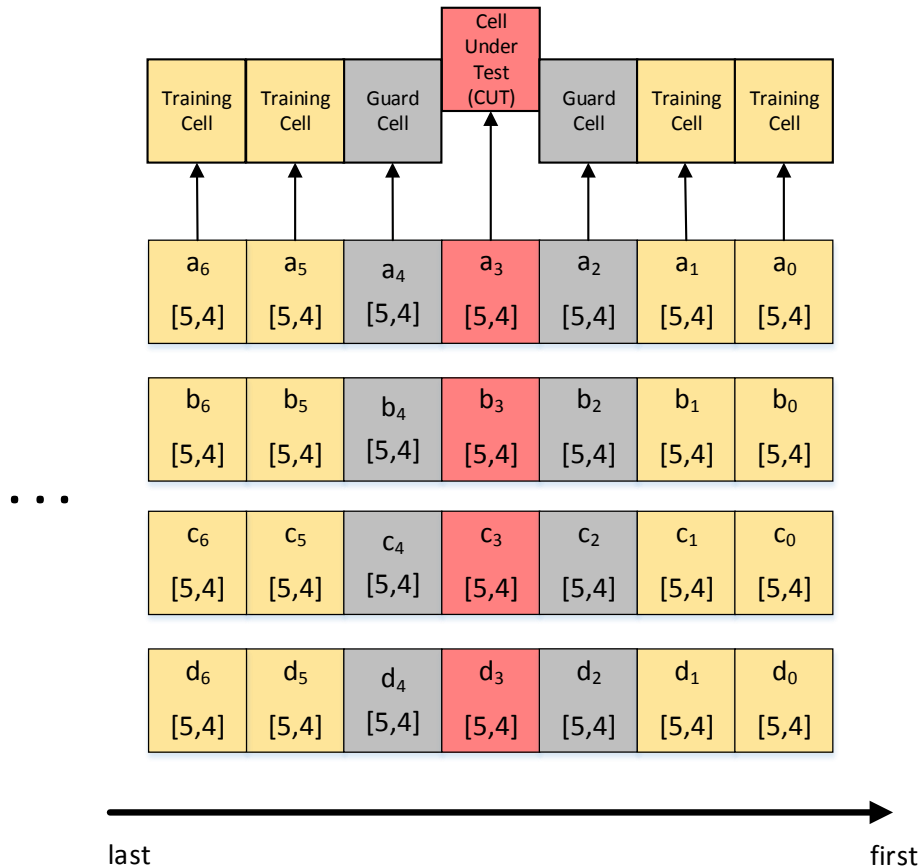 Cell
Under
Test
(CUT)
Training
Cell
Training
Cell
Guard
Cell
Guard
Cell
Training
Cell
Training
Cell
a₆ a₅ a₄ a₃ a₂ a₁ a₀
[5,4] [5,4] [5,4] [5,4] [5,4] [5,4] [5,4]
b₆ b₅ b₄ b₃ b₂ b₁ b₀
[5,4] [5,4] [5,4] [5,4] [5,4] [5,4] [5,4]
. . .
c₆ c₅ c₄ c₃ c₂ c₁ c₀
[5,4] [5,4] [5,4] [5,4] [5,4] [5,4] [5,4]
d₆ d₅ d₄ d₃ d₂ d₁ d₀
[5,4] [5,4] [5,4] [5,4] [5,4] [5,4] [5,4]
last first